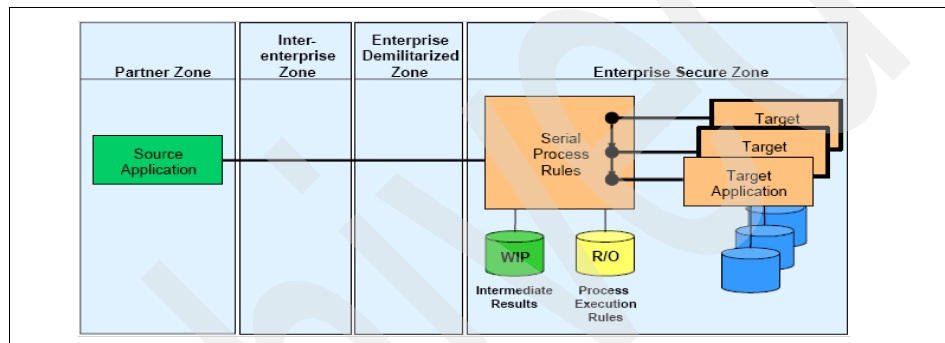 Partner Zone
Inter-
enterprise
Zone
Enterprise
Demilitarized
Zone
Enterprise Secure Zone
Source
Application
Serial
Process
Rules
Target
Target
Target
Application
WIP
R/O
Intermediate
Results
Process
Execution
Rules